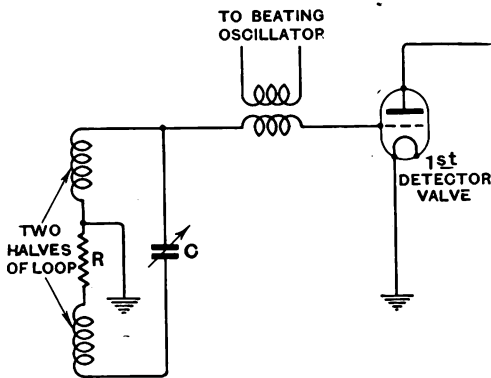 TO BEATING
OSCILLATOR
1st
DETECTOR
VALVE
TWO
HALVES
OF LOOP
R
C